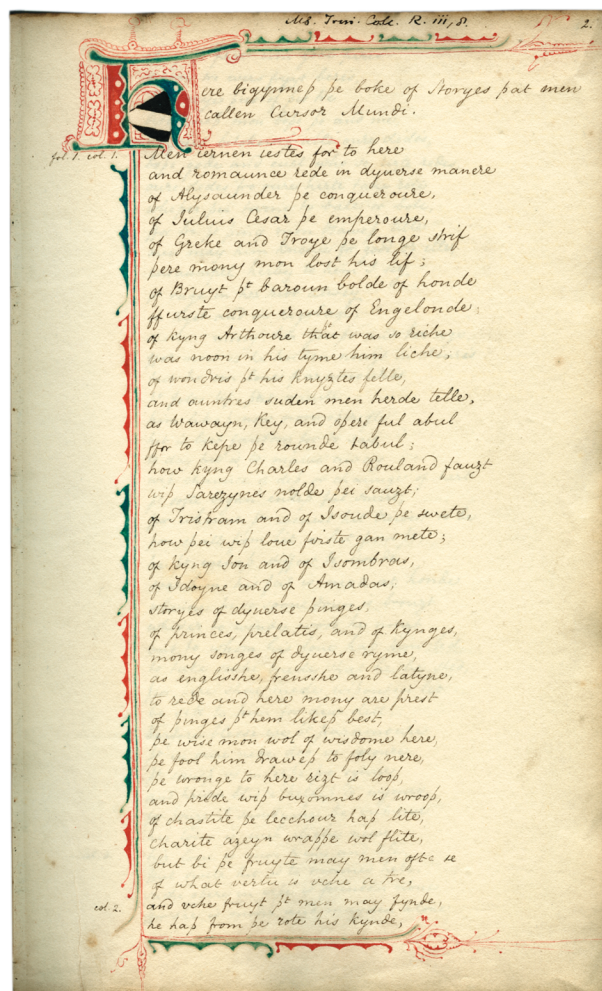 Ms. Trin. Coll. R. iii, 8.
2.
Here bigynneþ þe boke of Storyes þat men
callen Cursor Mundi.
fol. 1. col. 1.
Men ȝernen iestes for to here
and romaunce rede in dyuerse manere
of Alysaunder þe conqueroure,
of Iulius Cesar þe emperoure,
of Greke and Troye þe longe strif
þere mony mon lost his lif;
of Bruyt þt baroun bolde of honde
ffurste conqueroure of Engelonde;
of kyng Arthoure that was so riche
was noon in his tyme him liche;
of wondris þt his knyȝtes felle,
and auntres duden men herde telle,
as Wawayn, Key, and oþere ful abul
ffor to kepe þe rounde tabul;
how kyng Charles and Rouland fauȝt
wiþ Sarezynes nolde þei sauȝt;
of Tristram and of Isoude þe swete,
how þei wiþ loue firste gan mete;
of kyng Ion and of Isombras,
of Idoyne and of Amadas;
storyes of dyuerse þinges,
of princes, prelatis, and of kynges,
mony songes of dyuerse ryme,
as englisshe, frensshe and latyne,
to rede and here mony are prest
of þinges þt hem likeþ best,
þe wise mon wol of wisdome here,
þe fool him draweþ to foly nere,
þe wronge to here riȝt is looþ,
and pride wiþ buxomnes is wrooþ,
of chastite þe lecchour haþ lite,
charite aȝeyn wraþþe wol flite,
but bi þe fruyte may men ofte se
of what vertu is vche a tre,
col. 2.
and vche fruyt þt men may fynde,
he haþ from þe rote his kynde,